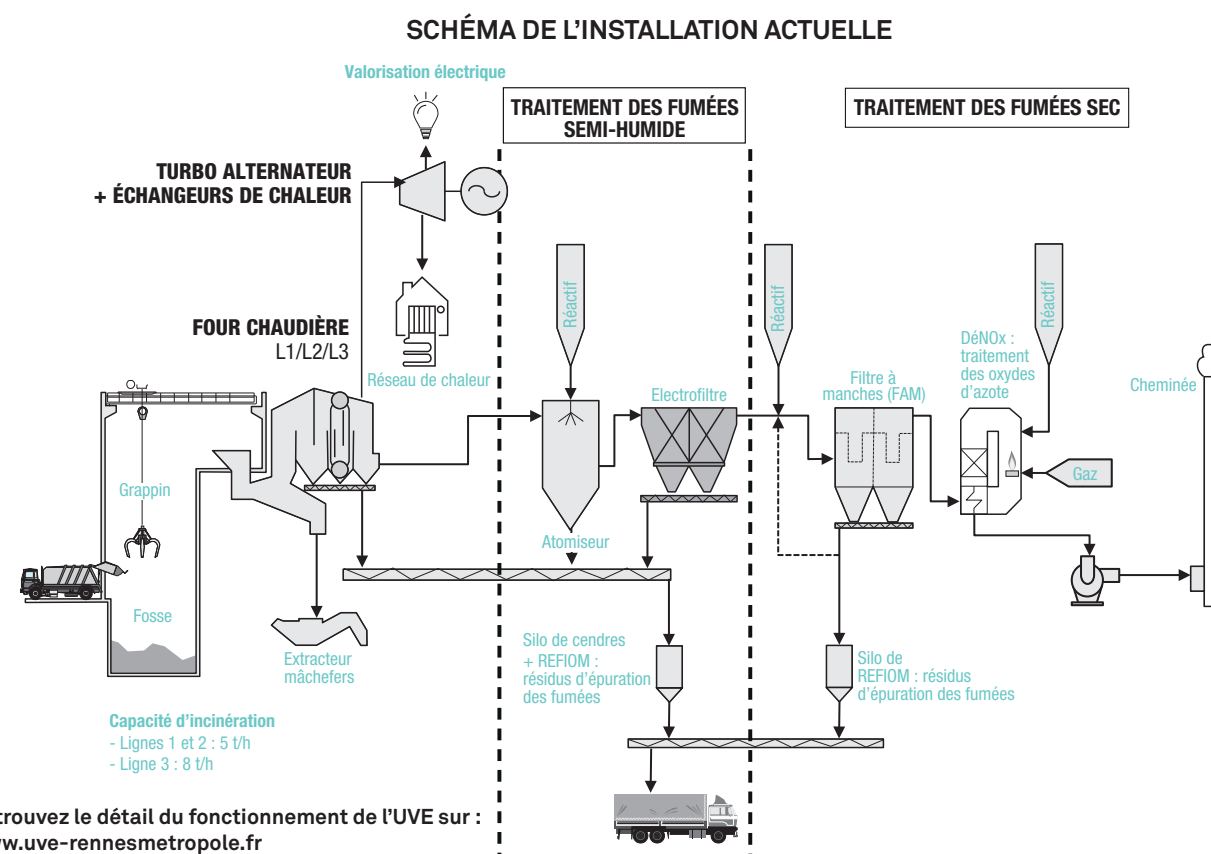 SCHÉMA DE L'INSTALLATION ACTUELLE
Valorisation électrique
TRAITEMENT DES FUMÉES
SEMI-HUMIDE
TRAITEMENT DES FUMÉES SEC
TURBO ALTERNATEUR
+ ÉCHANGEURS DE CHALEUR
Réactif
Réactif
Réactif
FOUR CHAUDIÈRE
L1/L2/L3
Réseau de chaleur
Electrofiltre
Filtre à
manches (FAM)
DéNOx :
traitement
des oxydes
d'azote
Cheminée
Grappin
Gaz
Atomiseur
Fosse
Extracteur
mâchefers
Silo de cendres
+ REFIOM :
résidus d'épuration
des fumées
Silo de
REFIOM : résidus
d'épuration des fumées
Capacité d'incinération
- Lignes 1 et 2 : 5 t/h
- Ligne 3 : 8 t/h
trouvez le détail du fonctionnement de l'UVE sur :
w.uve-rennesmetropole.fr